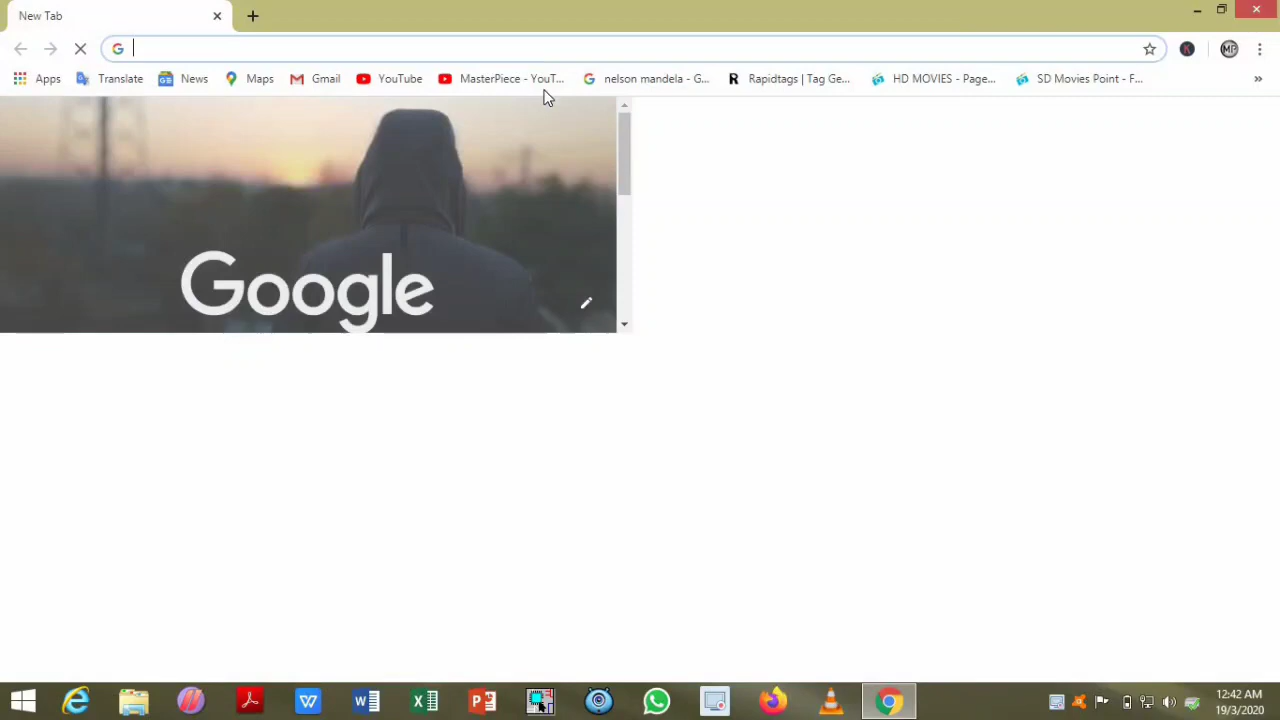 New Tab
Apps Translate News Maps Gmail YouTube MasterPiece - YouT... nelson mandela - G... Rapidtags | Tag Ge... HD MOVIES - Page... SD Movies Point - F... »
Google
12:42 AM
19/3/2020